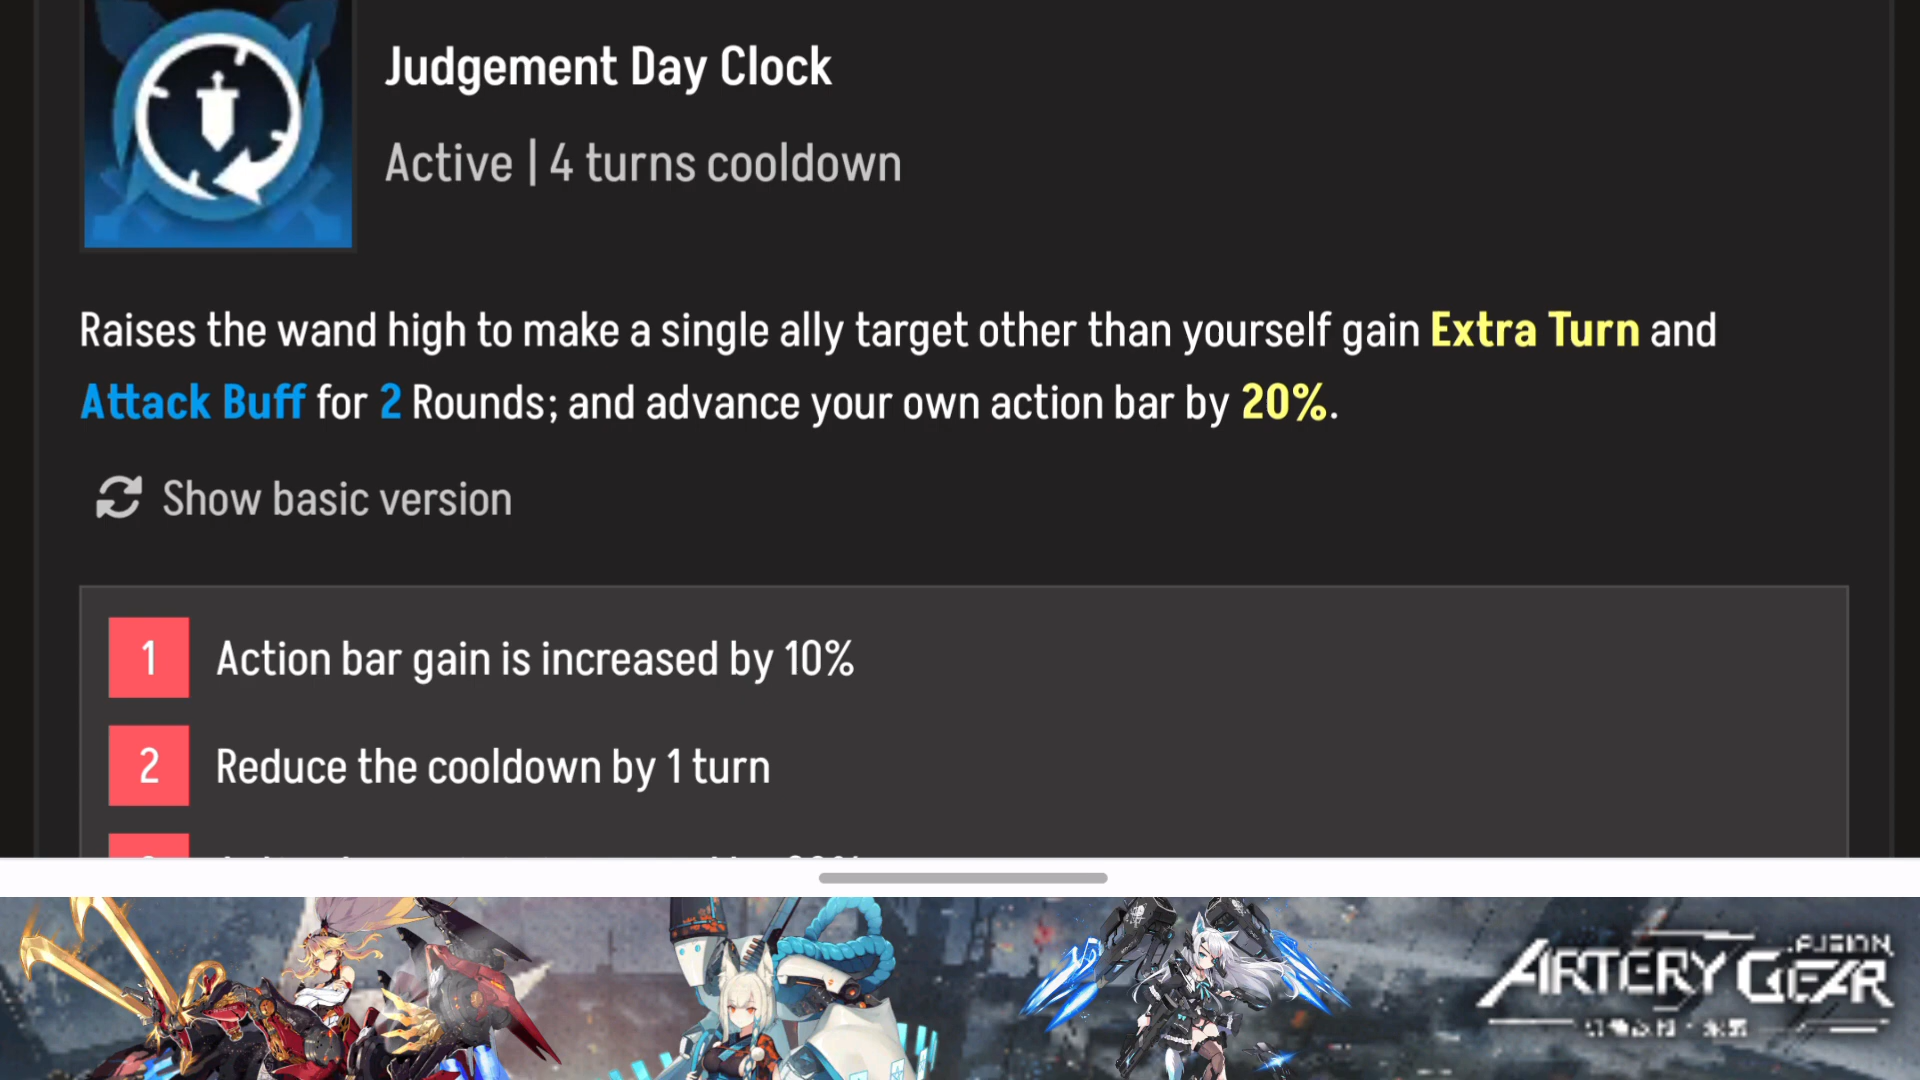 Judgement Day Clock
Active | 4 turns cooldown
Raises the wand high to make a single ally target other than yourself gain Extra Turn and
Attack Buff for 2 Rounds; and advance your own action bar by 20%.
Show basic version
1 Action bar gain is increased by 10%
2 Reduce the cooldown by 1 turn
FUSION
ARTERY GEAR